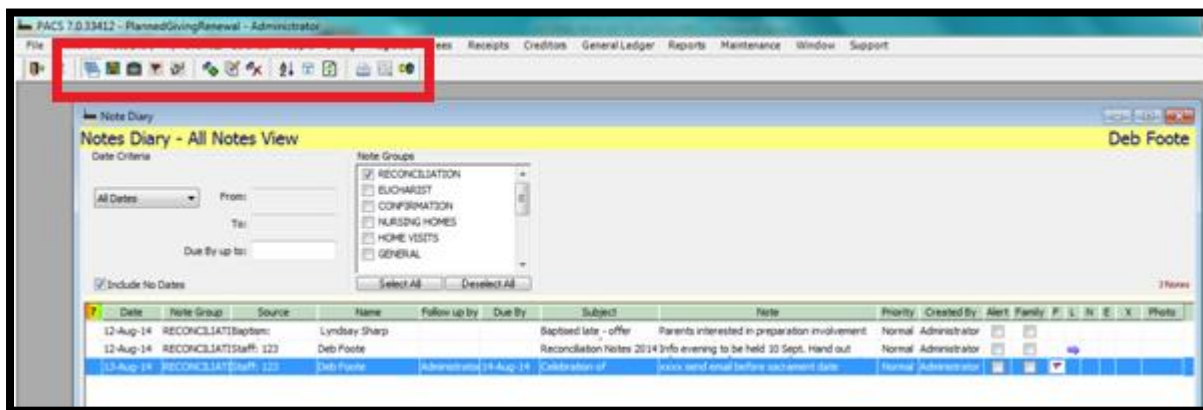 PACS 7.0.33412 - PlannedGivingRenewal - Administrator
File Receipts Creditors General Ledger Reports Maintenance Window Support
Note Diary
Notes Diary - All Notes View Deb Foote
Date Criteria Note Groups
RECONCILIATION
EUCHARIST
All Dates From: CONFIRMATION
To: NURSING HOMES
HOME VISITS
Due By up to: GENERAL
Include No Dates Select All Deselect All 3 Notes
? Date Note Group Source Name Follow up by Due By Subject Note Priority Created By Alert Family F L N E X Photo
12-Aug-14 RECONCILIATI Baptism: Lyndsay Sharp Baptised late - offer Parents interested in preparation involvement Normal Administrator
12-Aug-14 RECONCILIATI Staff: 123 Deb Foote Reconciliation Notes 2014 Info evening to be held 10 Sept. Hand out Normal Administrator
13-Aug-14 RECONCILIATI Staff: 123 Deb Foote Administrator 14-Aug-14 Celebration of xxxx send email before sacrament date Normal Administrator